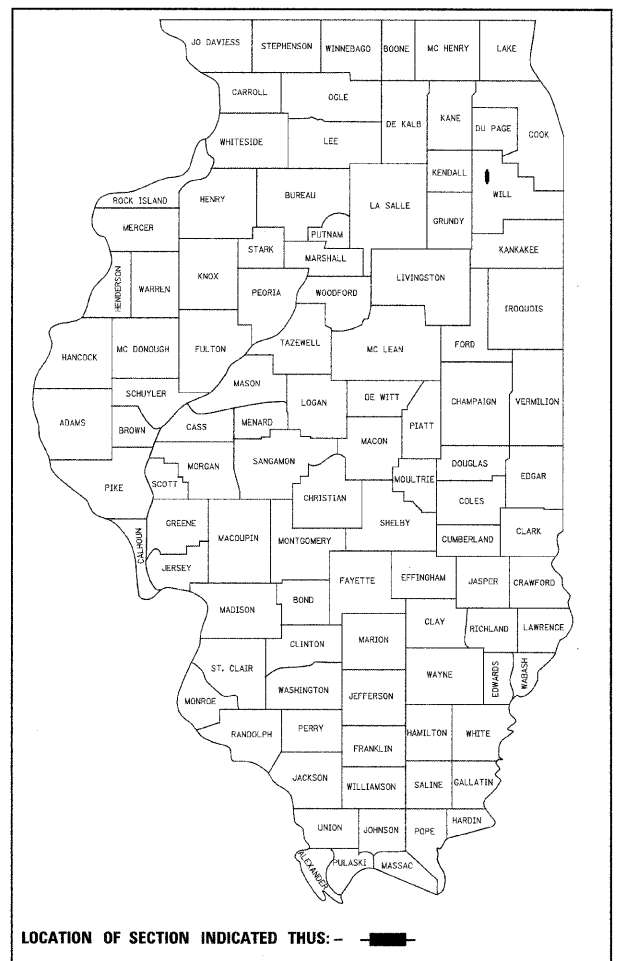 JO DAVIESS STEPHENSON WINNEBAGO BOONE MC HENRY LAKE
CARROLL OGLE DE KALB KANE DU PAGE COOK
WHITESIDE LEE
KENDALL WILL
ROCK ISLAND HENRY BUREAU LA SALLE GRUNDY
MERCER PUTNAM
STARK MARSHALL KANKAKEE
HENDERSON WARREN KNOX PEORIA WOODFORD LIVINGSTON IROQUOIS
HANCOCK MC DONOUGH FULTON TAZEWELL MC LEAN FORD
MASON
SCHUYLER LOGAN DE WITT CHAMPAIGN VERMILION
ADAMS BROWN CASS MENARD MACON PIATT
PIKE SCOTT MORGAN SANGAMON MOULTRIE DOUGLAS EDGAR
CHRISTIAN COLES
GREENE MACOUPIN MONTGOMERY SHELBY CUMBERLAND CLARK
CALHOUN JERSEY
FAYETTE EFFINGHAM JASPER CRAWFORD
MADISON BOND
CLINTON MARION CLAY RICHLAND LAWRENCE
ST. CLAIR WAYNE EDWARDS WABASH
MONROE WASHINGTON JEFFERSON
RANDOLPH PERRY HAMILTON WHITE
FRANKLIN
JACKSON WILLIAMSON SALINE GALLATIN
UNION JOHNSON POPE HARDIN
ALEXANDER PULASKI MASSAC
LOCATION OF SECTION INDICATED THUS: -